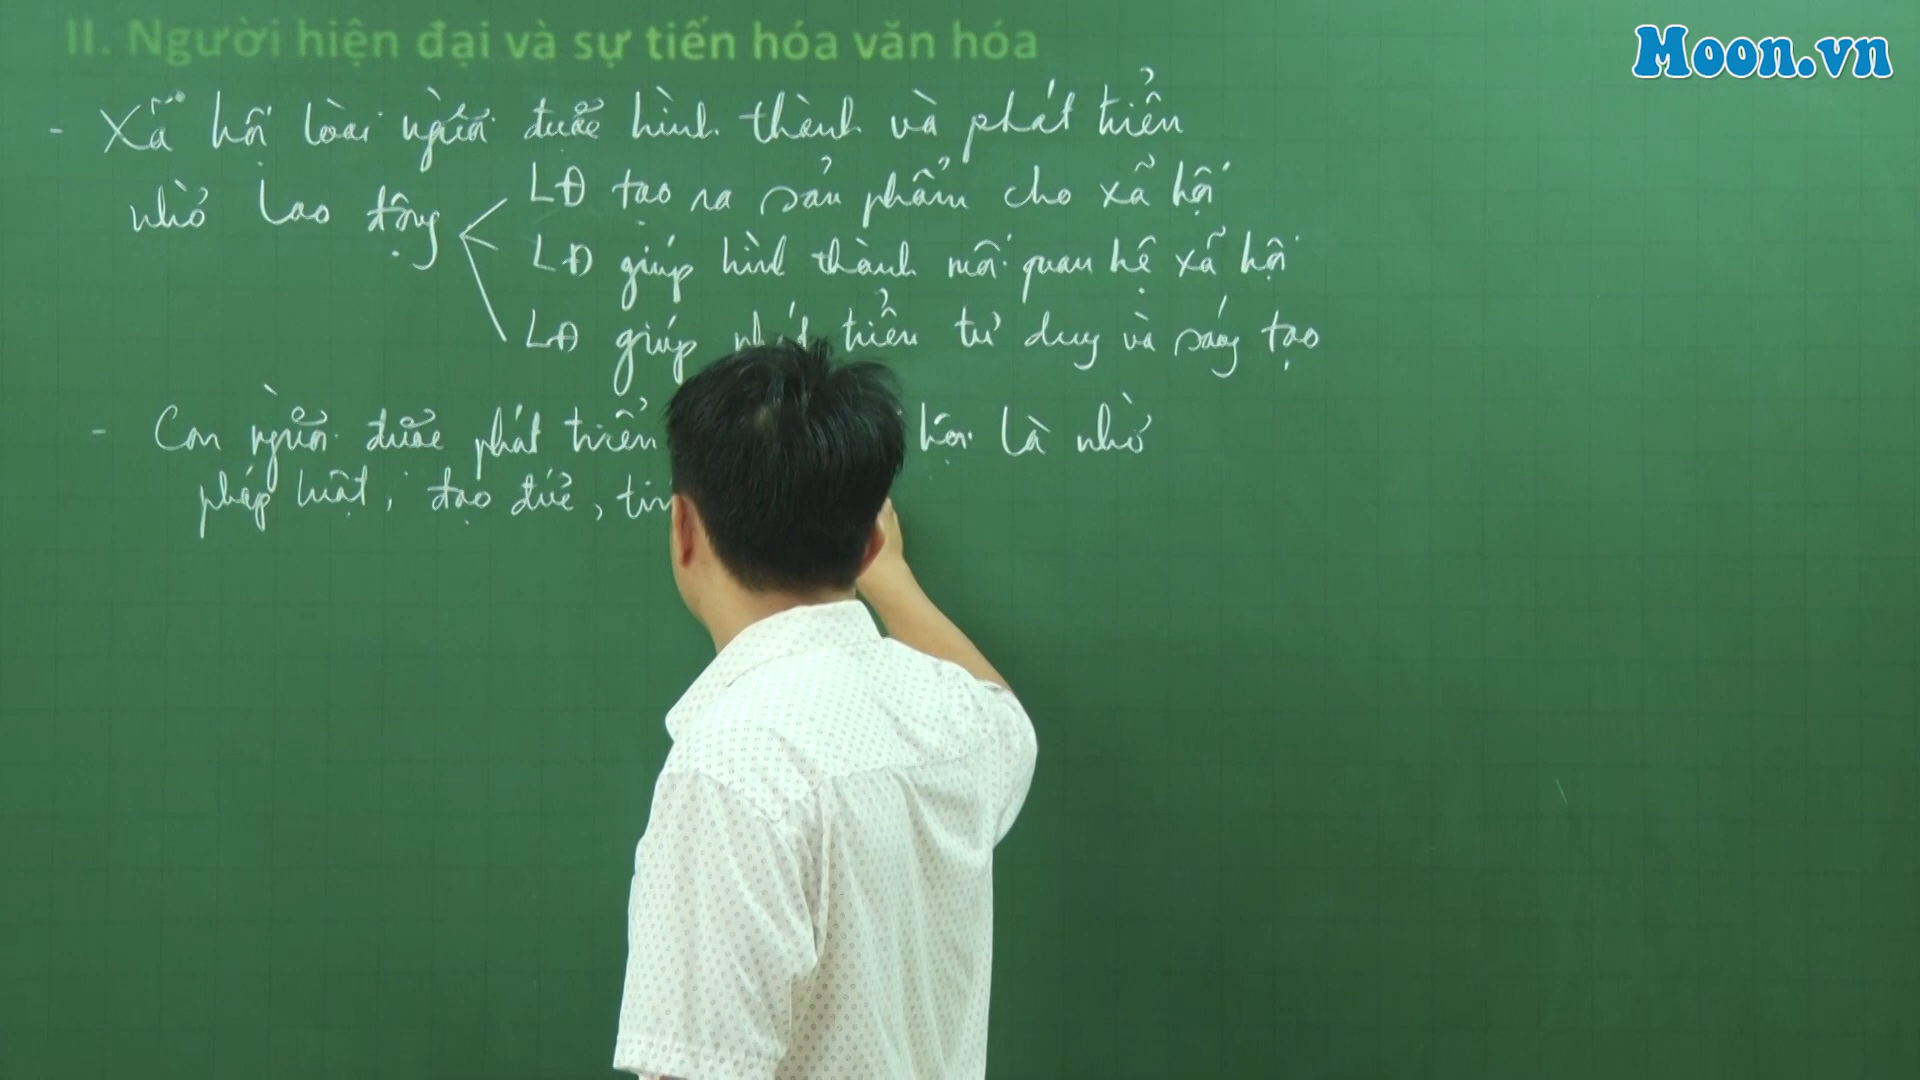 II. Người hiện đại và sự tiến hóa văn hóa
Moon.vn
- Xã hội loài người được hình thành và phát triển
nhờ lao động
LĐ tạo ra sản phẩm cho xã hội
LĐ giúp hình thành mối quan hệ xã hội
LĐ giúp phát triển tư duy và sáng tạo
- Con người được phát triển hội là nhờ
pháp luật, đạo đức,